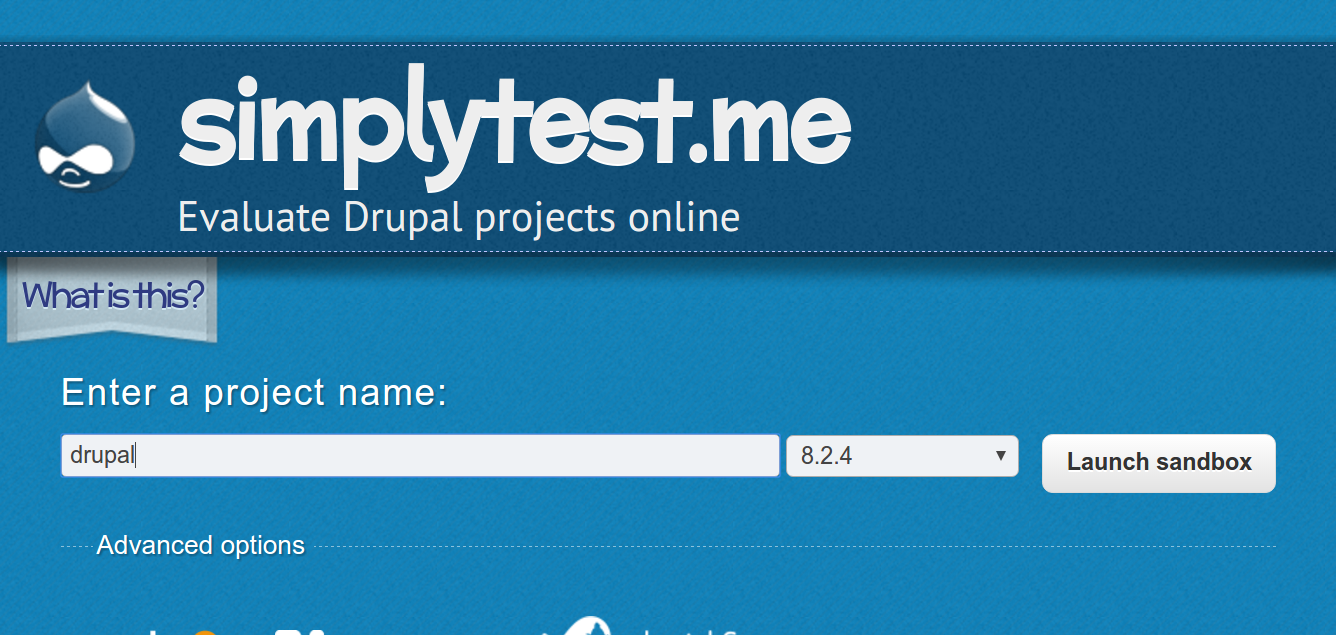 simplytest.me
Evaluate Drupal projects online
What is this?
Enter a project name:
drupal 8.2.4 Launch sandbox
Advanced options